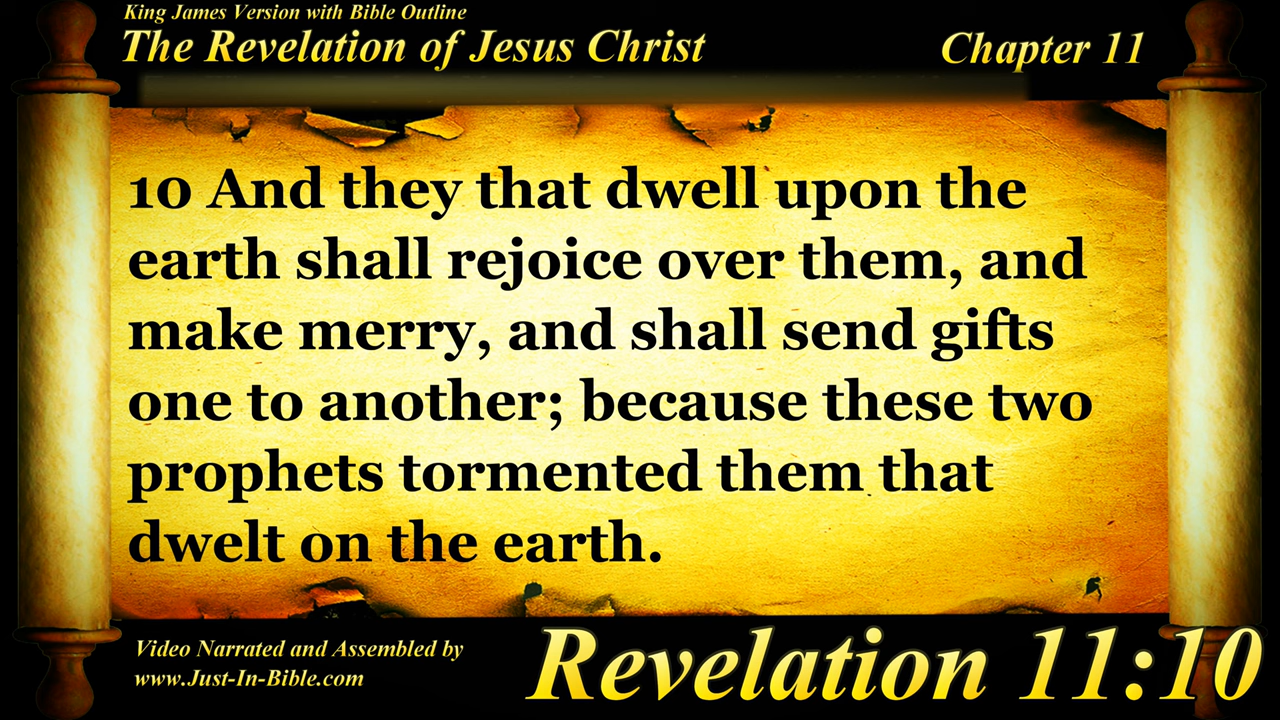 King James Version with Bible Outline
The Revelation of Jesus Christ
Chapter 11
10 And they that dwell upon the
earth shall rejoice over them, and
make merry, and shall send gifts
one to another; because these two
prophets tormented them that
dwelt on the earth.
Video Narrated and Assembled by
www.Just-In-Bible.com
Revelation 11:10